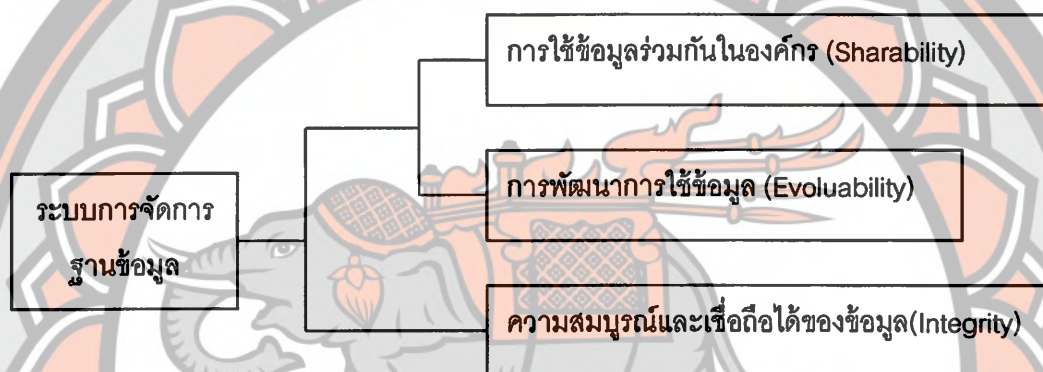 การใช้ข้อมูลร่วมกันในองค์กร (Sharability)
การพัฒนาการใช้ข้อมูล (Evoluability)
ระบบการจัดการ
ฐานข้อมูล
ความสมบูรณ์และเชื่อถือได้ของข้อมูล(Integrity)